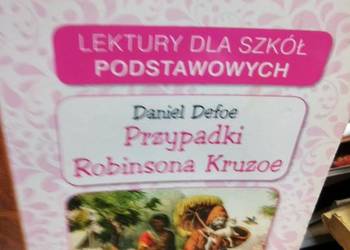 LEKTURY DLA SZKÓŁ
PODSTAWOWYCH
Daniel Defoe
Przypadki
Robinsona Kruzoe